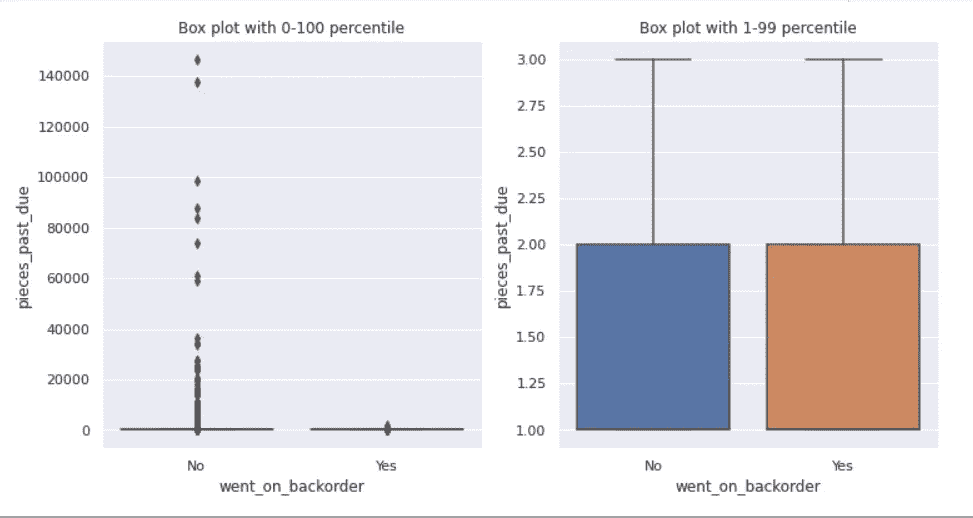 Box plot with 0-100 percentile
140000
120000
100000
80000
60000
40000
20000
0
pieces_past_due
No Yes
went_on_backorder
Box plot with 1-99 percentile
3.00
2.75
2.50
2.25
2.00
1.75
1.50
1.25
1.00
pieces_past_due
No Yes
went_on_backorder